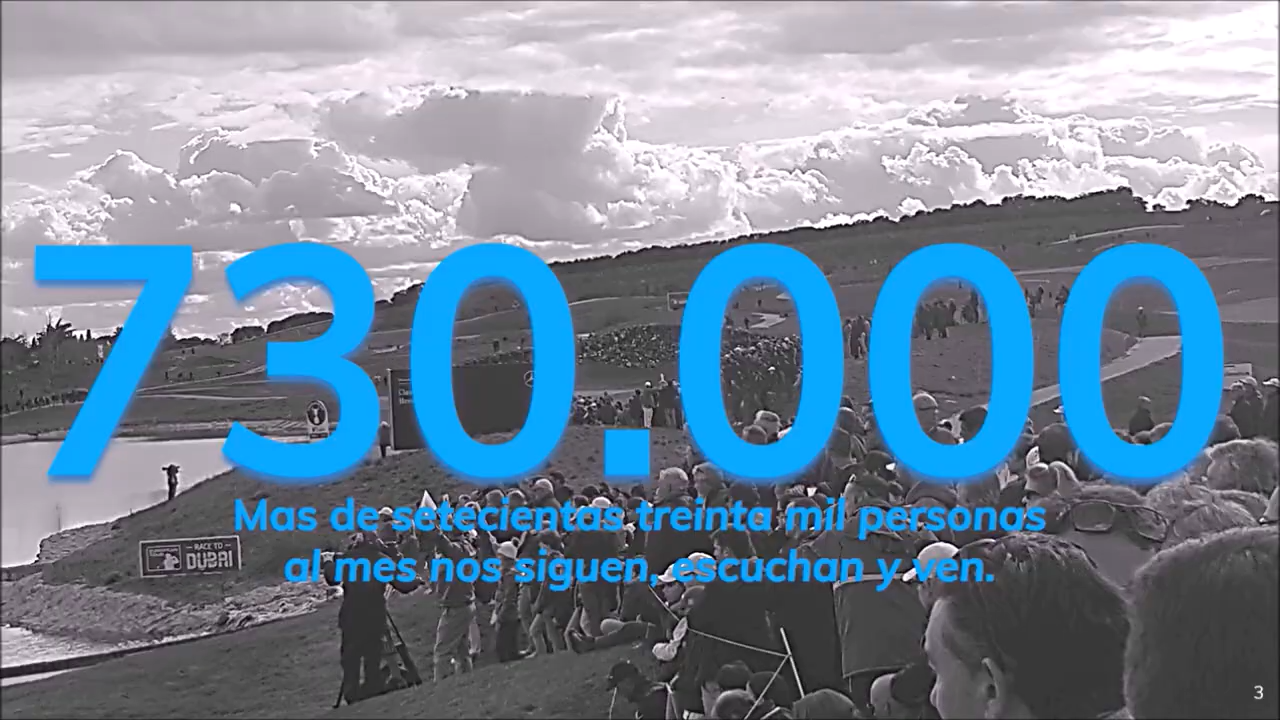 730.000
Mas de setecientas treinta mil personas
al mes nos siguen, escuchan y ven.
RACE TO
DUBAI
3